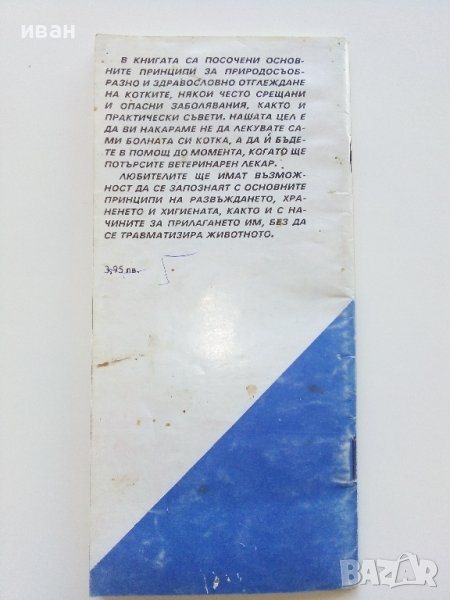 иван
В КНИГАТА СА ПОСОЧЕНИ ОСНОВ-
НИТЕ ПРИНЦИПИ ЗА ПРИРОДОСЪОБ-
РАЗНО И ЗДРАВОСЛОВНО ОТГЛЕЖДАНЕ
НА КОТКИТЕ, НЯКОИ ЧЕСТО СРЕЩАНИ
И ОПАСНИ ЗАБОЛЯВАНИЯ, КАКТО И
ПРАКТИЧЕСКИ СЪВЕТИ. НАШАТА ЦЕЛ Е
ДА ВИ НАКАРАМЕ НЕ ДА ЛЕКУВАТЕ СА-
МИ БОЛНАТА СИ КОТКА, А ДА Й БЪДЕ-
ТЕ В ПОМОЩ ДО МОМЕНТА, КОГАТО ЩЕ
ПОТЪРСИТЕ ВЕТЕРИНАРЕН ЛЕКАР.
ЛЮБИТЕЛИТЕ ЩЕ ИМАТ ВЪЗМОЖ-
НОСТ ДА СЕ ЗАПОЗНАЯТ С ОСНОВНИТЕ
ПРИНЦИПИ НА РАЗВЪЖДАНЕТО, ХРА-
НЕНЕТО И ХИГИЕНАТА, КАКТО И С НА-
ЧИНИТЕ ЗА ПРИЛАГАНЕТО ИМ, БЕЗ ДА
СЕ ТРАВМАТИЗИРА ЖИВОТНОТО.
3,95 лв.
BAZAR